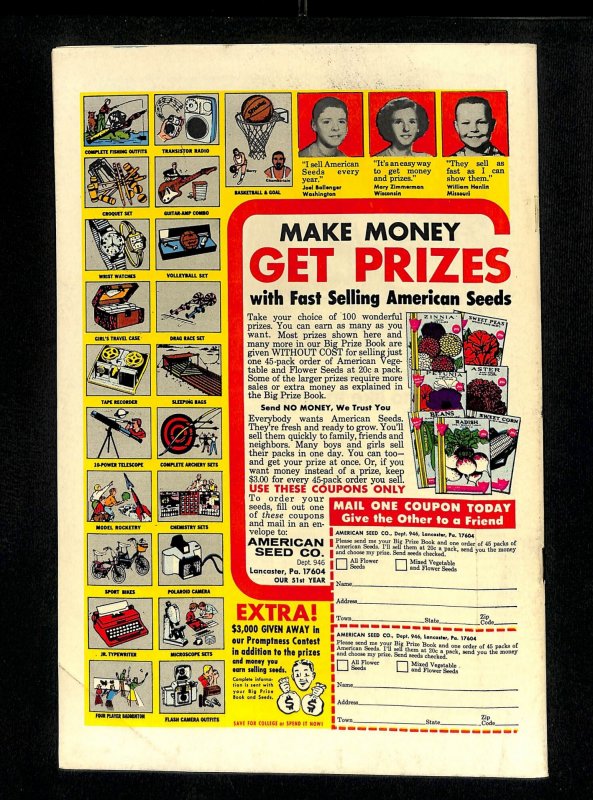 COMPLETE FISHING OUTFITS
TRANSISTOR RADIO
CROQUET SET
GUITAR-AMP COMBO
WRIST WATCHES
VOLLEYBALL SET
GIRL'S TRAVEL CASE
DRAG RACE SET
TAPE RECORDER
SLEEPING BAGS
10-POWER TELESCOPE
COMPLETE ARCHERY SETS
MODEL ROCKETRY
CHEMISTRY SETS
SPORT BIKES
POLAROID CAMERA
JR. TYPEWRITER
MICROSCOPE SETS
FOUR PLAYER BADMINTON
FLASH CAMERA OUTFITS
BASKETBALL & GOAL
"I sell American
Seeds every
year."
Joel Ballenger
Washington
"It's an easy way
to get money
and prizes."
Mary Zimmerman
Wisconsin
"They sell as
fast as I can
show them."
William Henlin
Missouri
MAKE MONEY
GET PRIZES
with Fast Selling American Seeds
Take your choice of 100 wonderful
prizes. You can earn as many as you
want. Most prizes shown here and
many more in our Big Prize Book are
given WITHOUT COST for selling just
one 45-pack order of American Vege-
table and Flower Seeds at 20c a pack.
Some of the larger prizes require more
sales or extra money as explained in
the Big Prize Book.
Send NO MONEY, We Trust You
Everybody wants American Seeds.
They're fresh and ready to grow. You'll
sell them quickly to family, friends and
neighbors. Many boys and girls sell
their packs in one day. You can too—
and get your prize at once. Or, if you
want money instead of a prize, keep
$3.00 for every 45-pack order you sell.
USE THESE COUPONS ONLY
To order your
seeds, fill out one
of these coupons
and mail in an en-
velope to:
AMERICAN
SEED CO.
Dept. 946
Lancaster, Pa. 17604
OUR 51st YEAR
ZINNIA
SWEET PEAS
PETUNIA
ASTER
BEANS
RADISH
SWEET CORN
MAIL ONE COUPON TODAY
Give the Other to a Friend
AMERICAN SEED CO., Dept. 946, Lancaster, Pa. 17604
Please send me your Big Prize Book and one order of 45 packs of
American Seeds. I'll sell them at 20c a pack, send you the money
and choose my prize. Send seeds checked.
All Flower
Seeds
Mixed Vegetable
and Flower Seeds
Name
Address
Town State Zip Code
AMERICAN SEED CO., Dept. 946, Lancaster, Pa. 17604
Please send me your Big Prize Book and one order of 45 packs of
American Seeds. I'll sell them at 20c a pack, send you the money
and choose my prize. Send seeds checked.
All Flower
Seeds
Mixed Vegetable
and Flower Seeds
Name
Address
Town State Zip Code
EXTRA!
$3,000 GIVEN AWAY in
our Promptness Contest
in addition to the prizes
and money you
earn selling seeds.
Complete informa-
tion is sent with
your Big Prize
Book and Seeds.
$ $
SAVE FOR COLLEGE or SPEND IT NOW!